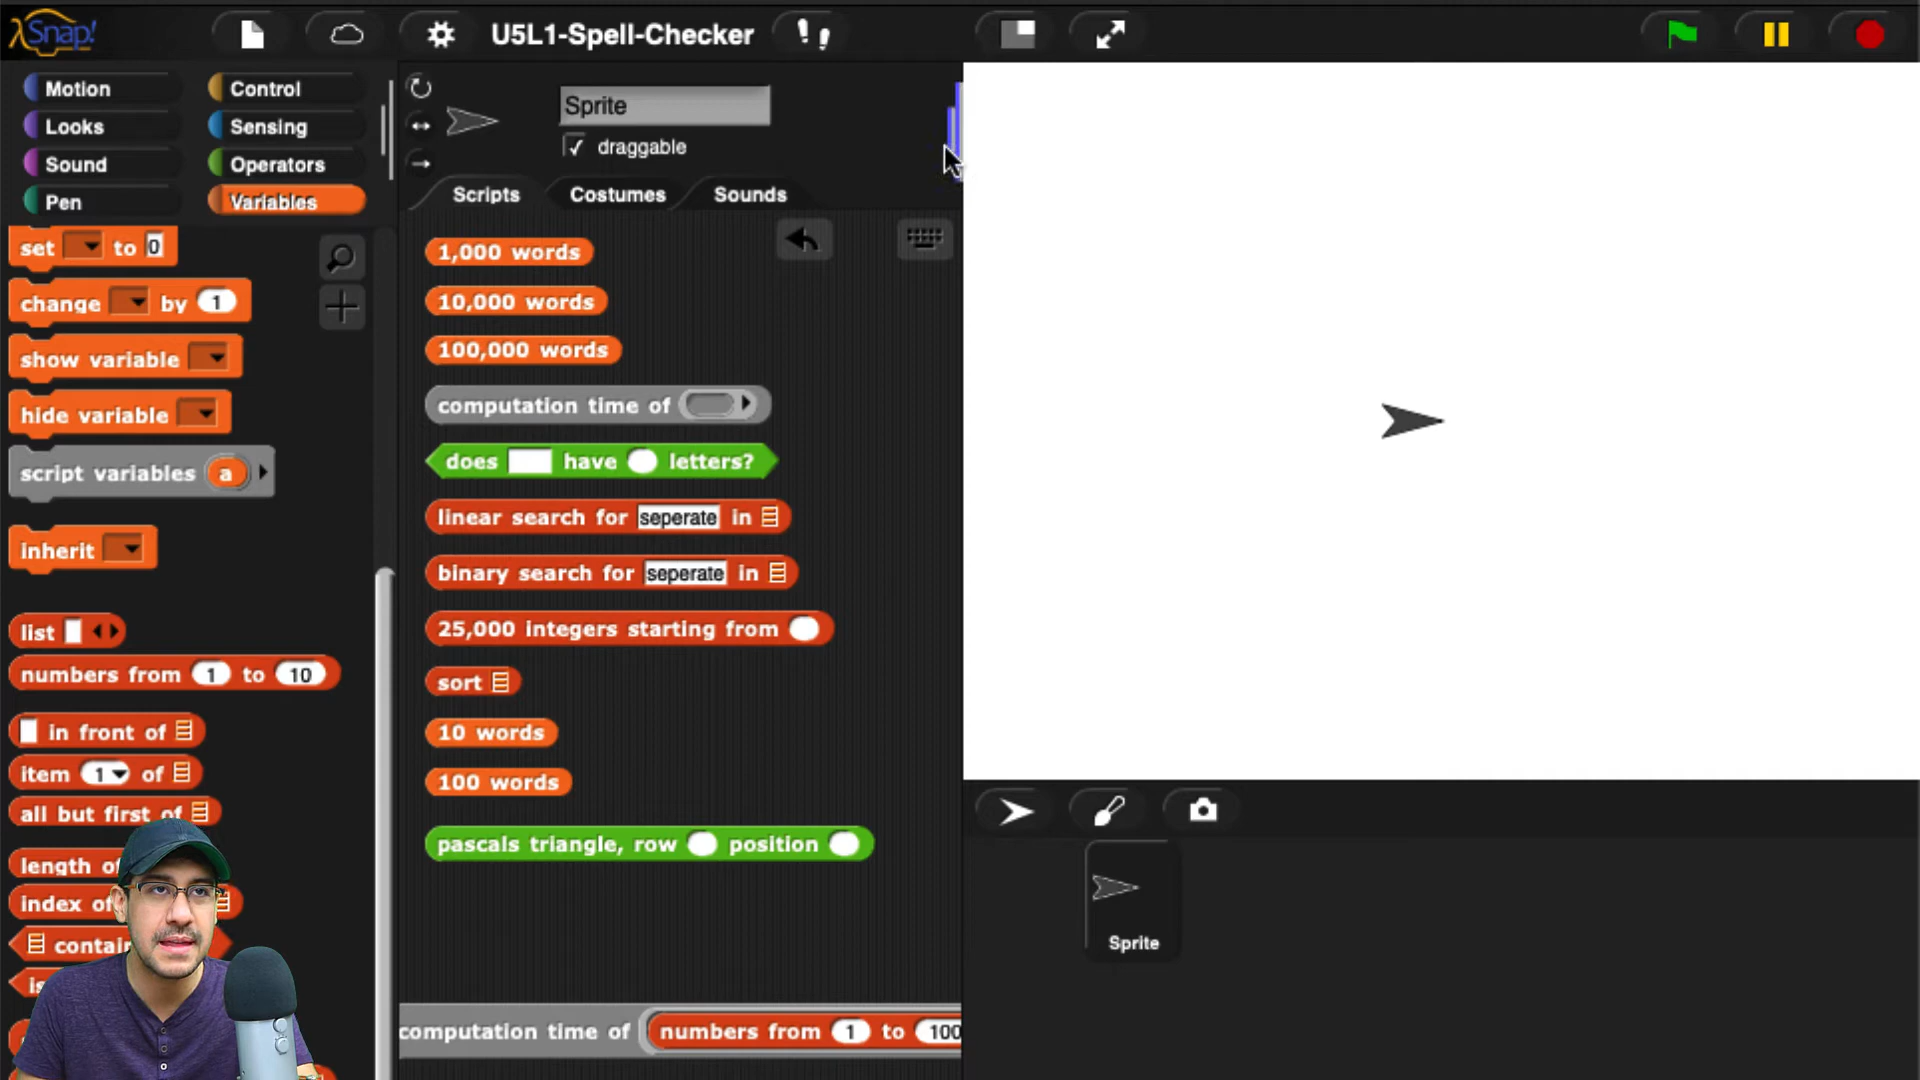 λSnap! U5L1-Spell-Checker
Motion Control
Looks Sensing
Sound Operators
Pen Variables
Sprite
draggable
Scripts Costumes Sounds
set to 0
change by 1
show variable
hide variable
script variables a
inherit
list
numbers from 1 to 10
in front of
item 1 of
all but first of
length of
index of
1,000 words
10,000 words
100,000 words
computation time of
does have letters?
linear search for seperate in
binary search for seperate in
25,000 integers starting from
sort
10 words
100 words
pascals triangle, row position
computation time of numbers from 1 to 100
Sprite